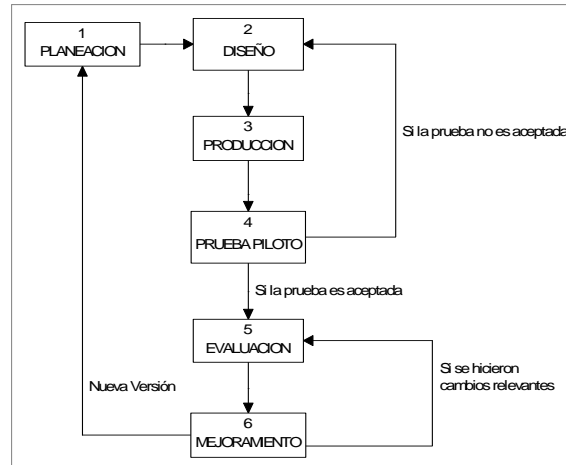 1
PLANEACION
2
DISEÑO
3
PRODUCCION
Si la prueba no es aceptada
4
PRUEBA PILOTO
Si la prueba es aceptada
5
EVALUACION
Si se hicieron
cambios relevantes
Nueva Versión
6
MEJORAMIENTO